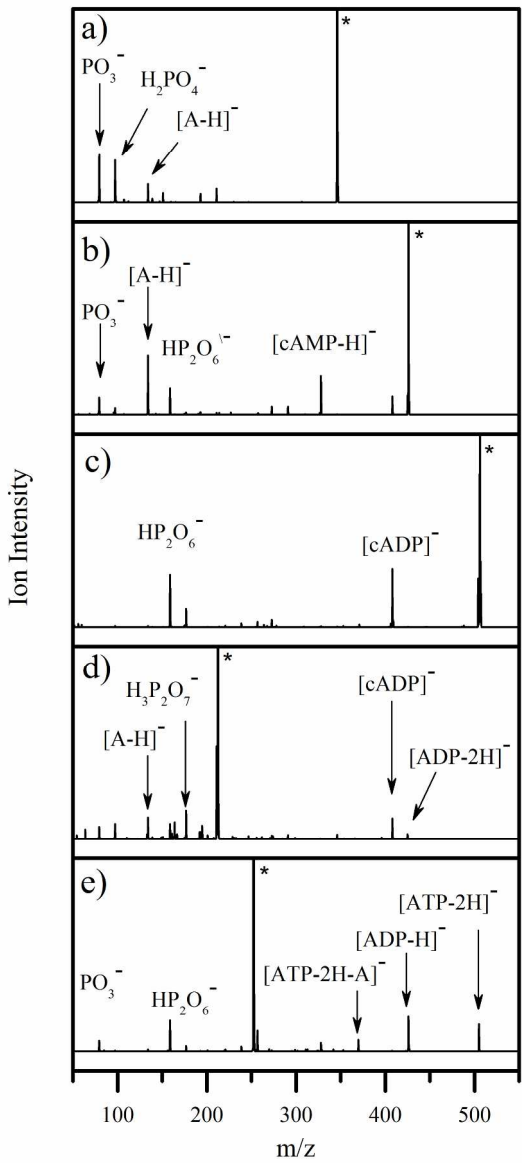 Ion Intensity
a)
*
PO₃⁻
H₂PO₄⁻
[A-H]⁻
b)
*
[A-H]⁻
PO₃⁻
HP₂O₆\⁻
[cAMP-H]⁻
c)
*
HP₂O₆⁻
[cADP]⁻
d)
*
H₃P₂O₇⁻
[cADP]⁻
[A-H]⁻
[ADP-2H]⁻
e)
*
[ATP-2H]⁻
[ADP-H]⁻
[ATP-2H-A]⁻
PO₃⁻
HP₂O₆⁻
100 200 300 400 500
m/z